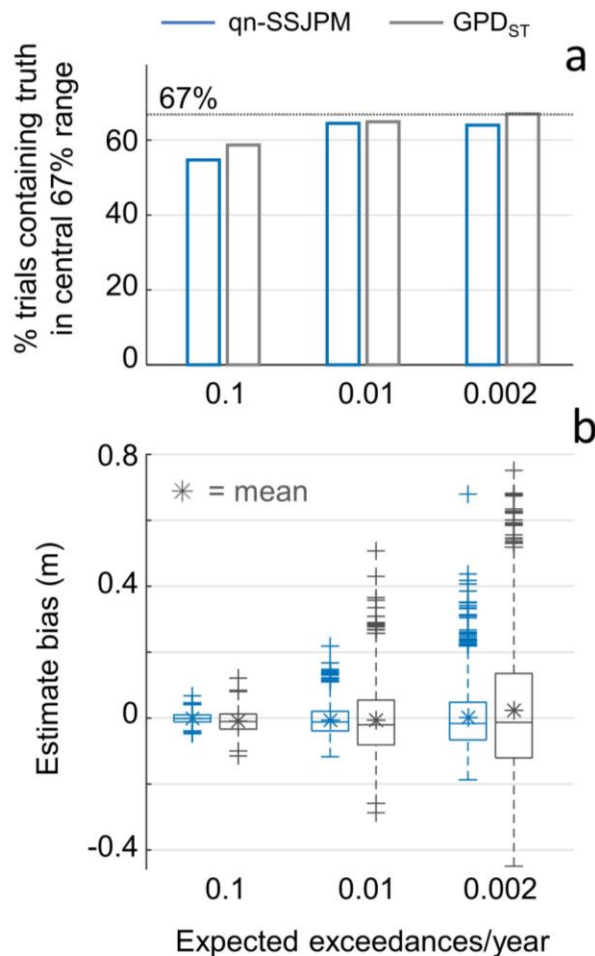 qn-SSJPM GPDST
a
67%
% trials containing truth
in central 67% range
60
40
20
0
0.1 0.01 0.002
b
0.8
0.4
0
-0.4
Estimate bias (m)
✳ = mean
0.1 0.01 0.002
Expected exceedances/year